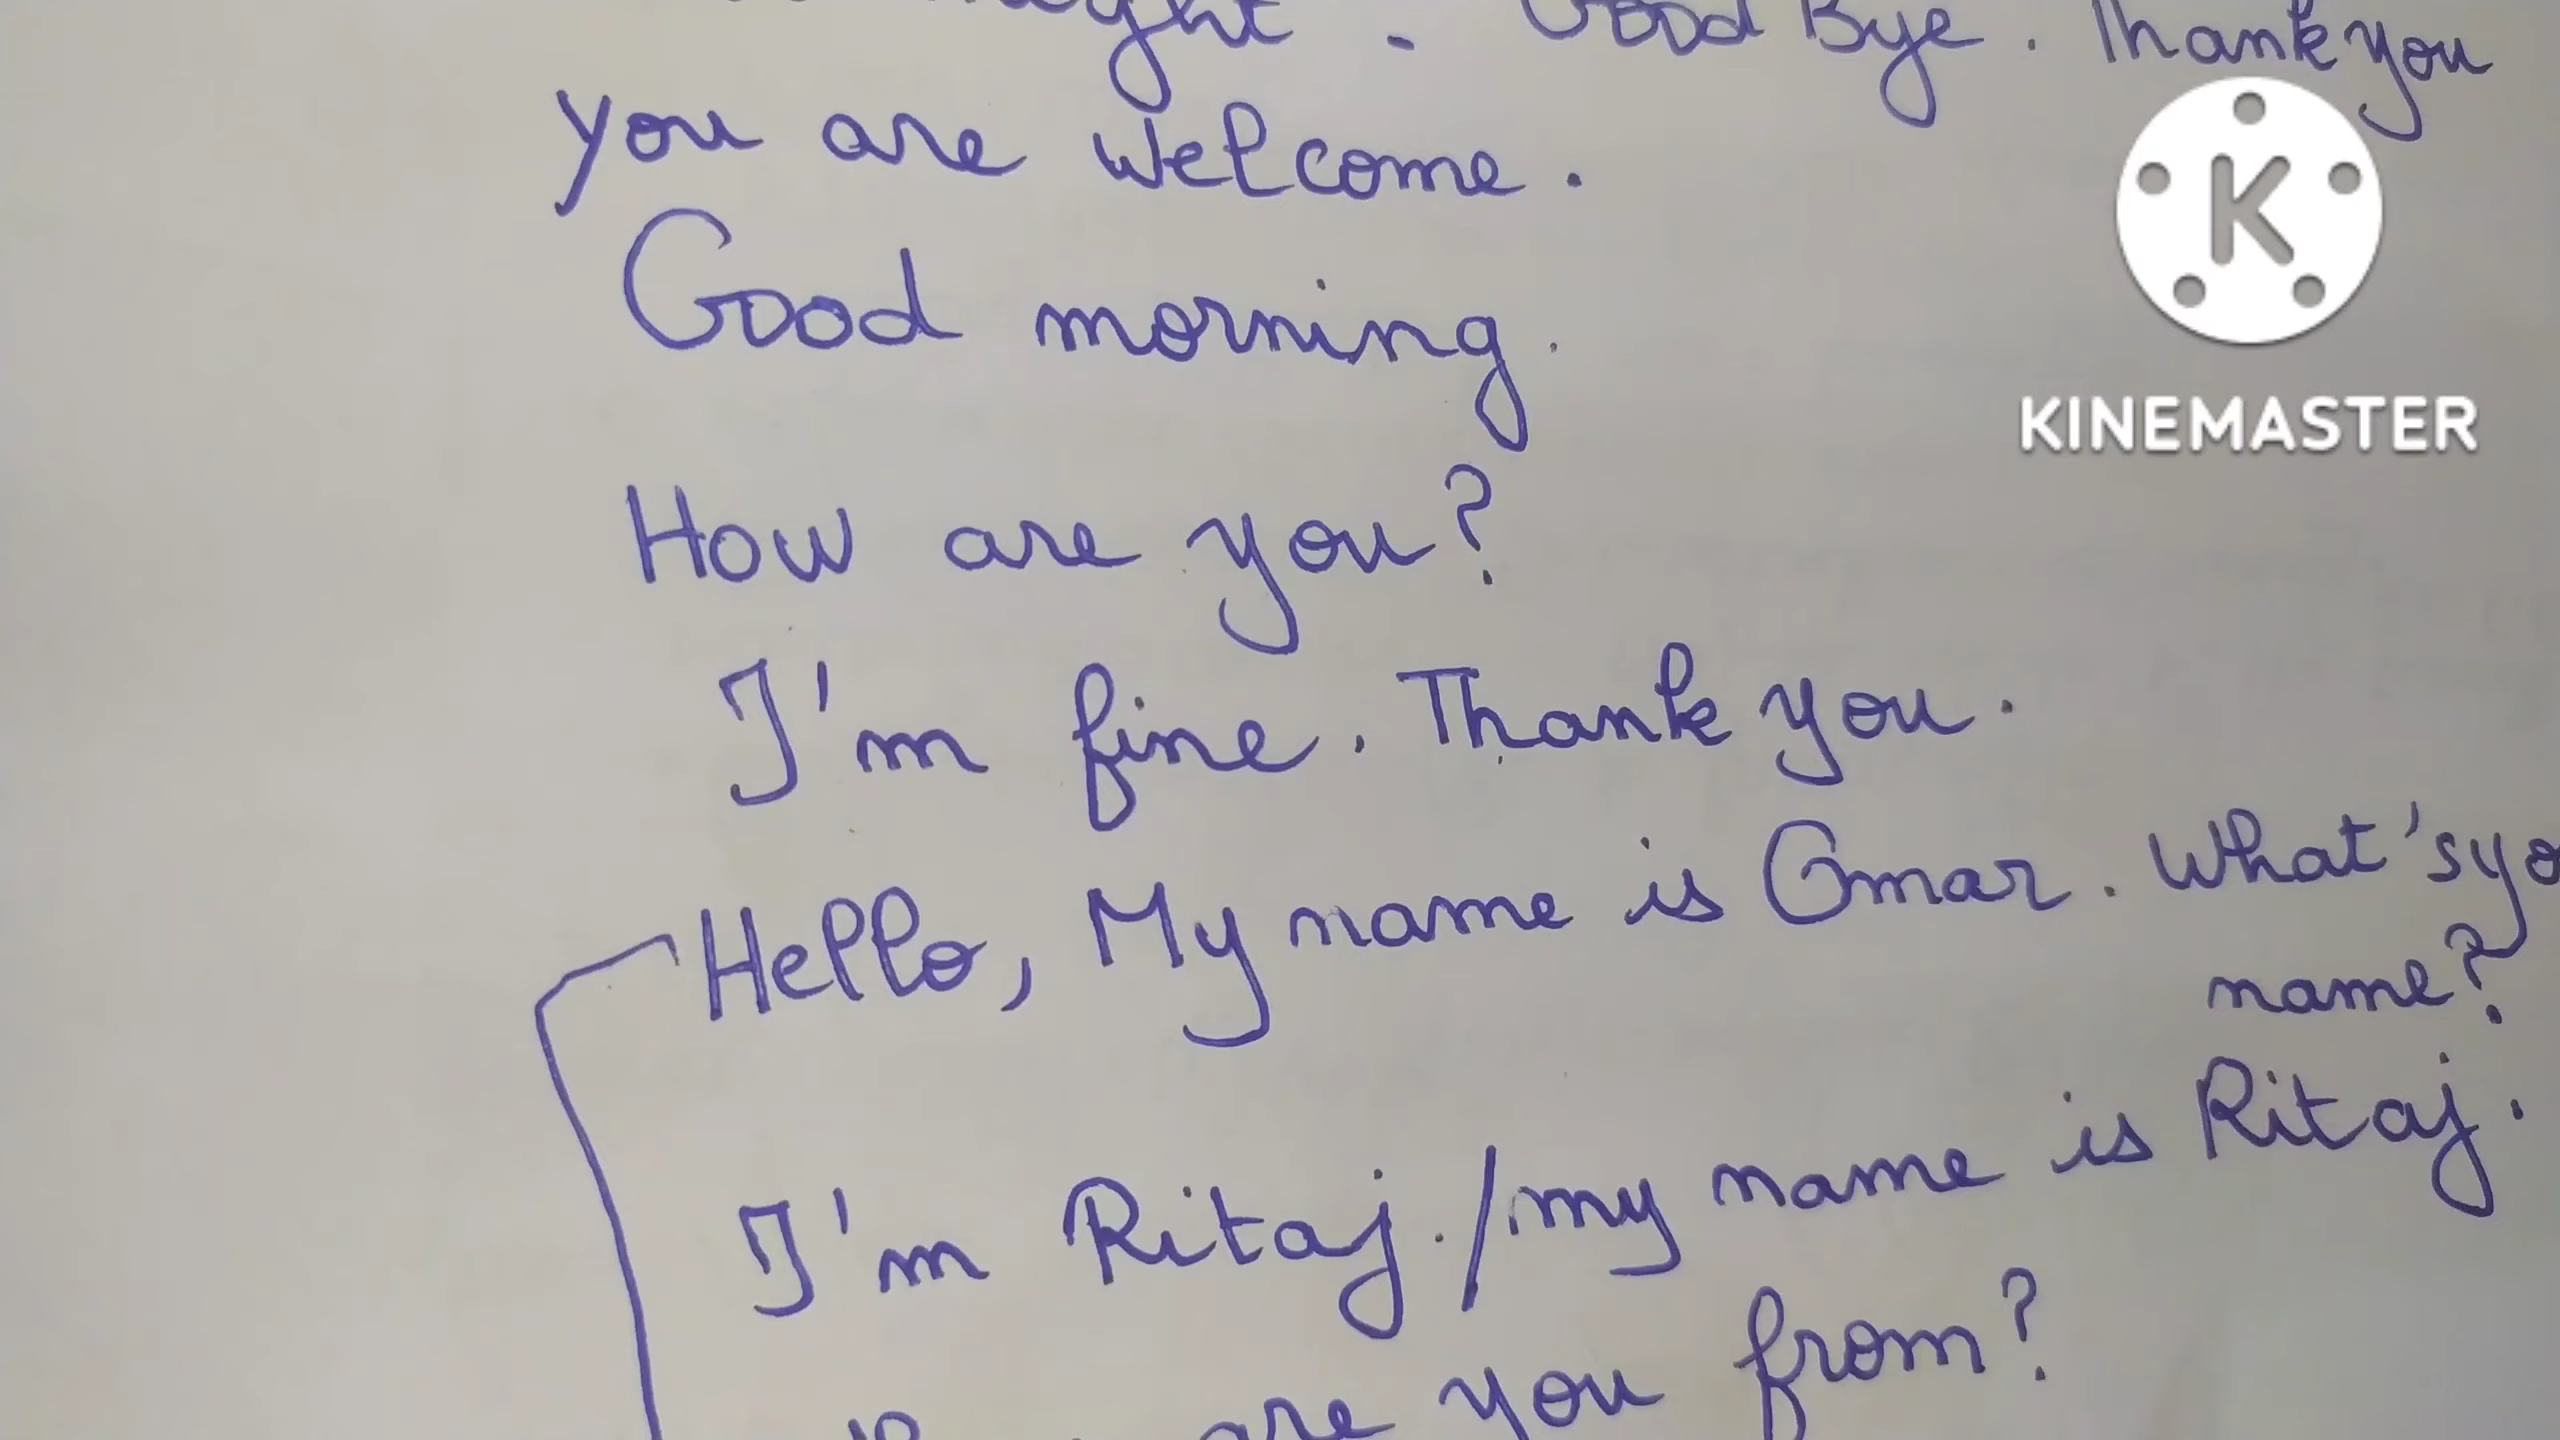 Good Bye. Thank you
you are welcome.
Good morning.
How are you?
I'm fine. Thank you.
Hello, My name is Omar. What's yo
name?
I'm Ritaj./my name is Ritaj.
are you from?
KINEMASTER